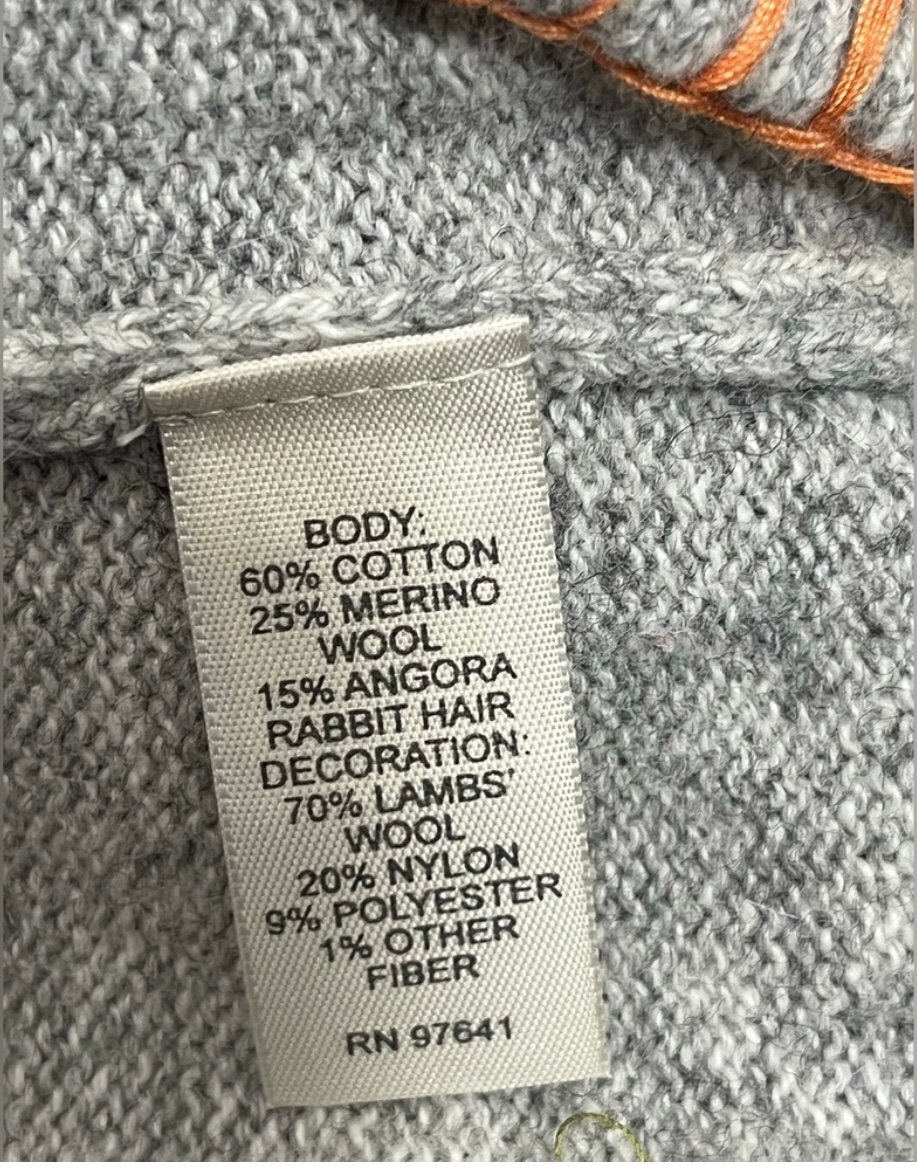 BODY:
60% COTTON
25% MERINO
WOOL
15% ANGORA
RABBIT HAIR
DECORATION:
70% LAMBS'
WOOL
20% NYLON
9% POLYESTER
1% OTHER
FIBER
RN 97641